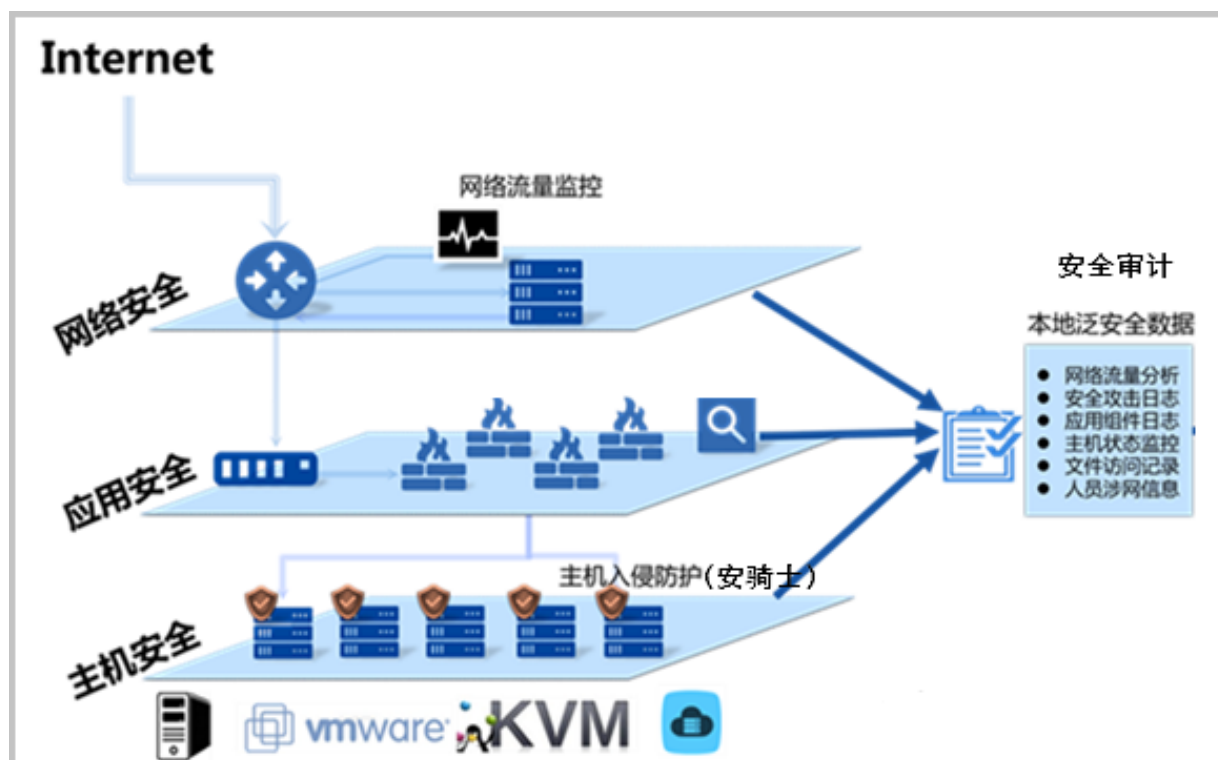 Internet
网络流量监控
网络安全
安全审计
本地泛安全数据
网络流量分析
安全攻击日志
应用组件日志
主机状态监控
文件访问记录
人员涉网信息
应用安全
主机入侵防护(安骑士)
主机安全
vmware
KVM